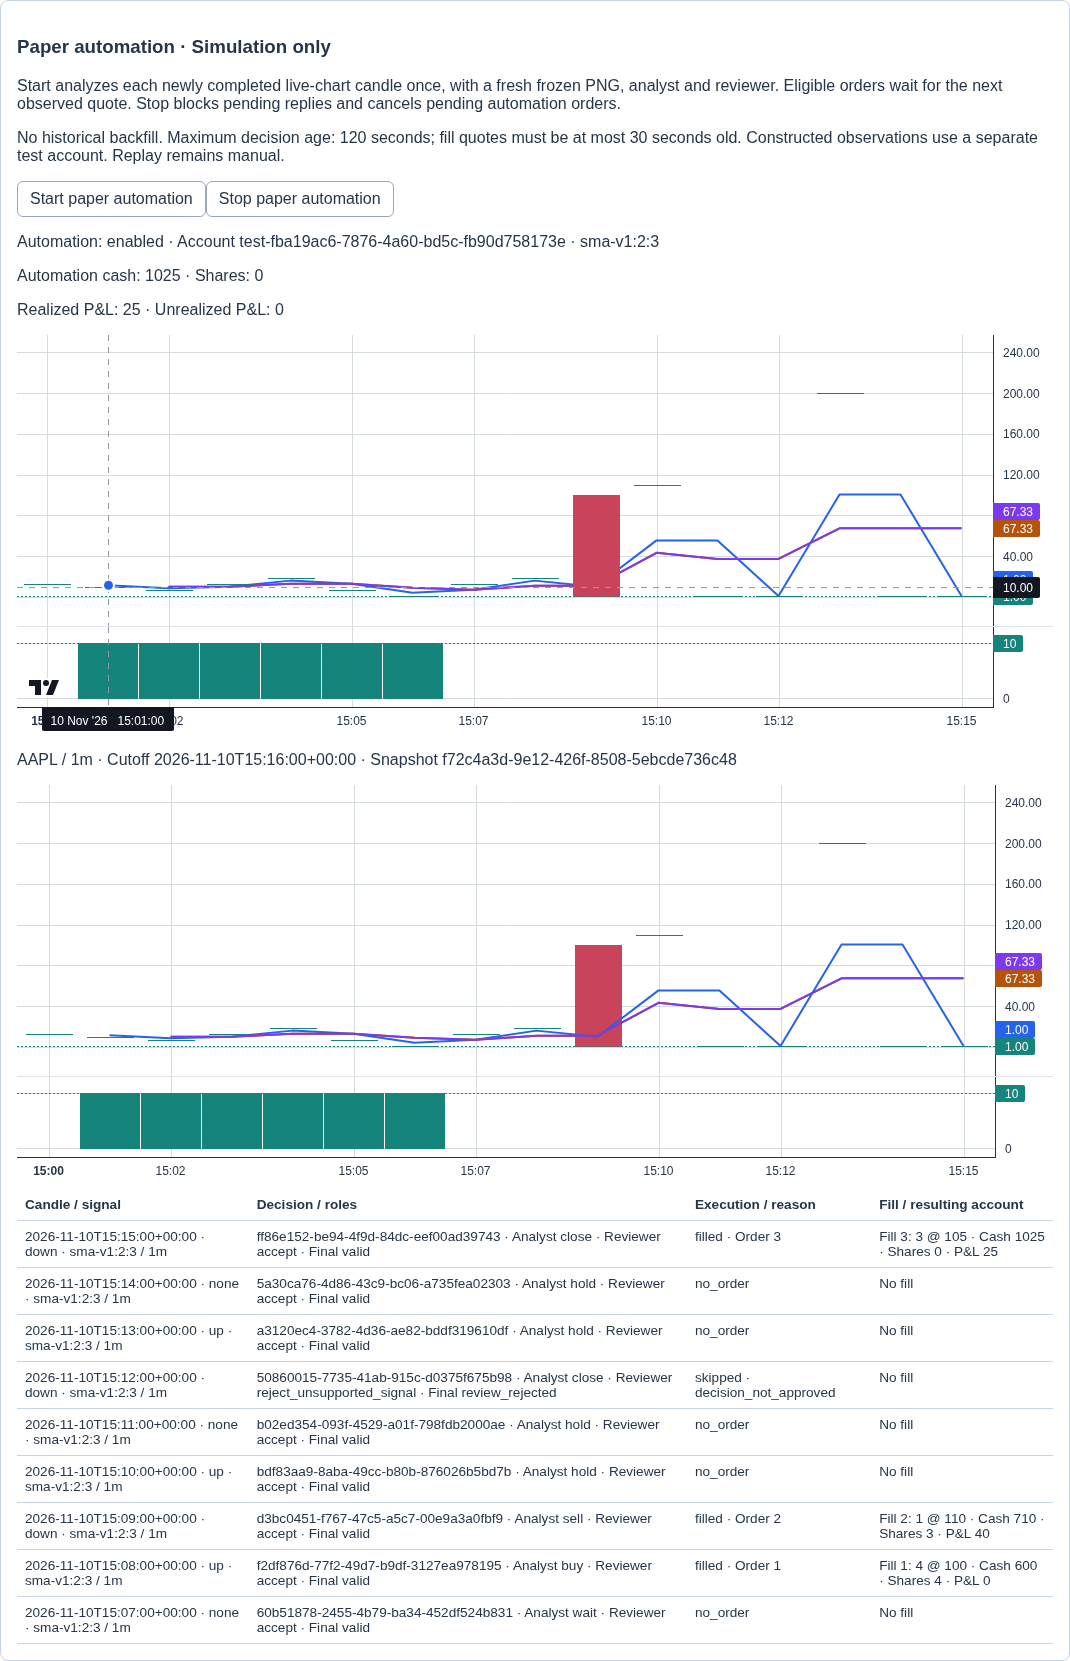 Paper automation · Simulation only
Start analyzes each newly completed live-chart candle once, with a fresh frozen PNG, analyst and reviewer. Eligible orders wait for the next
observed quote. Stop blocks pending replies and cancels pending automation orders.
No historical backfill. Maximum decision age: 120 seconds; fill quotes must be at most 30 seconds old. Constructed observations use a separate
test account. Replay remains manual.
Start paper automation Stop paper automation
Automation: enabled · Account test-fba19ac6-7876-4a60-bd5c-fb90d758173e · sma-v1:2:3
Automation cash: 1025 · Shares: 0
Realized P&L: 25 · Unrealized P&L: 0
240.00
200.00
160.00
120.00
67.33
67.33
40.00
10.00
10
0
10 Nov '26 15:01:00 15:05 15:07 15:10 15:12 15:15
AAPL / 1m · Cutoff 2026-11-10T15:16:00+00:00 · Snapshot f72c4a3d-9e12-426f-8508-5ebcde736c48
240.00
200.00
160.00
120.00
67.33
67.33
40.00
1.00
1.00
10
0
15:00 15:02 15:05 15:07 15:10 15:12 15:15
Candle / signal Decision / roles Execution / reason Fill / resulting account
2026-11-10T15:15:00+00:00 · ff86e152-be94-4f9d-84dc-eef00ad39743 · Analyst close · Reviewer filled · Order 3 Fill 3: 3 @ 105 · Cash 1025
down · sma-v1:2:3 / 1m accept · Final valid · Shares 0 · P&L 25
2026-11-10T15:14:00+00:00 · none 5a30ca76-4d86-43c9-bc06-a735fea02303 · Analyst hold · Reviewer no_order No fill
· sma-v1:2:3 / 1m accept · Final valid
2026-11-10T15:13:00+00:00 · up · a3120ec4-3782-4d36-ae82-bddf319610df · Analyst hold · Reviewer no_order No fill
sma-v1:2:3 / 1m accept · Final valid
2026-11-10T15:12:00+00:00 · 50860015-7735-41ab-915c-d0375f675b98 · Analyst close · Reviewer skipped · No fill
down · sma-v1:2:3 / 1m reject_unsupported_signal · Final review_rejected decision_not_approved
2026-11-10T15:11:00+00:00 · none b02ed354-093f-4529-a01f-798fdb2000ae · Analyst hold · Reviewer no_order No fill
· sma-v1:2:3 / 1m accept · Final valid
2026-11-10T15:10:00+00:00 · up · bdf83aa9-8aba-49cc-b80b-876026b5bd7b · Analyst hold · Reviewer no_order No fill
sma-v1:2:3 / 1m accept · Final valid
2026-11-10T15:09:00+00:00 · d3bc0451-f767-47c5-a5c7-00e9a3a0fbf9 · Analyst sell · Reviewer filled · Order 2 Fill 2: 1 @ 110 · Cash 710 ·
down · sma-v1:2:3 / 1m accept · Final valid Shares 3 · P&L 40
2026-11-10T15:08:00+00:00 · up · f2df876d-77f2-49d7-b9df-3127ea978195 · Analyst buy · Reviewer filled · Order 1 Fill 1: 4 @ 100 · Cash 600
sma-v1:2:3 / 1m accept · Final valid · Shares 4 · P&L 0
2026-11-10T15:07:00+00:00 · none 60b51878-2455-4b79-ba34-452df524b831 · Analyst wait · Reviewer no_order No fill
· sma-v1:2:3 / 1m accept · Final valid